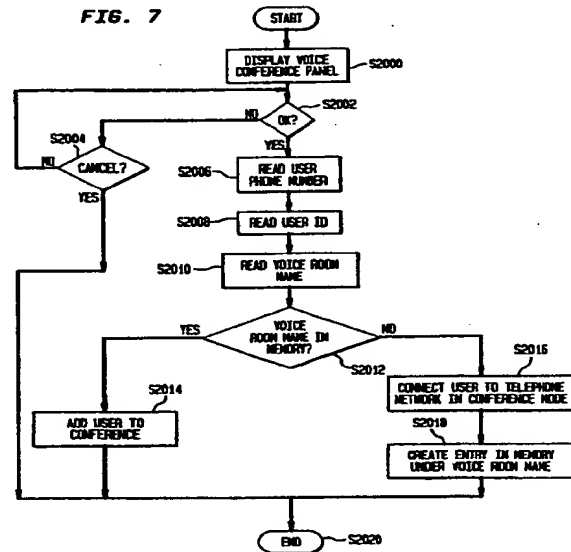 FIG. 7
START
DISPLAY VOICE
CONFERENCE PANEL
S2000
OK?
S2002
NO
YES
S2004
CANCEL?
NO
YES
S2006
READ USER
PHONE NUMBER
S2008
READ USER ID
S2010
READ VOICE ROOM
NAME
YES
VOICE
ROOM NAME IN
MEMORY?
NO
S2012
S2014
ADD USER TO
CONFERENCE
S2016
CONNECT USER TO TELEPHONE
NETWORK IN CONFERENCE MODE
S2018
CREATE ENTRY IN MEMORY
UNDER VOICE ROOM NAME
END
S2020